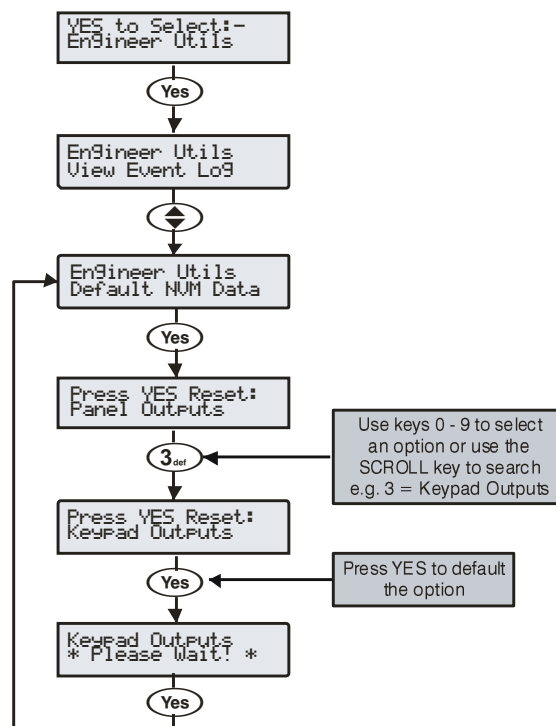 YES to Select:-
Engineer Utils
Yes
Engineer Utils
View Event Log
Engineer Utils
Default NVM Data
Yes
Press YES Reset:
Panel Outputs
3def
Use keys 0 - 9 to select
an option or use the
SCROLL key to search
e.g. 3 = Keypad Outputs
Press YES Reset:
Keypad Outputs
Yes
Press YES to default
the option
Keypad Outputs
* Please Wait! *
Yes